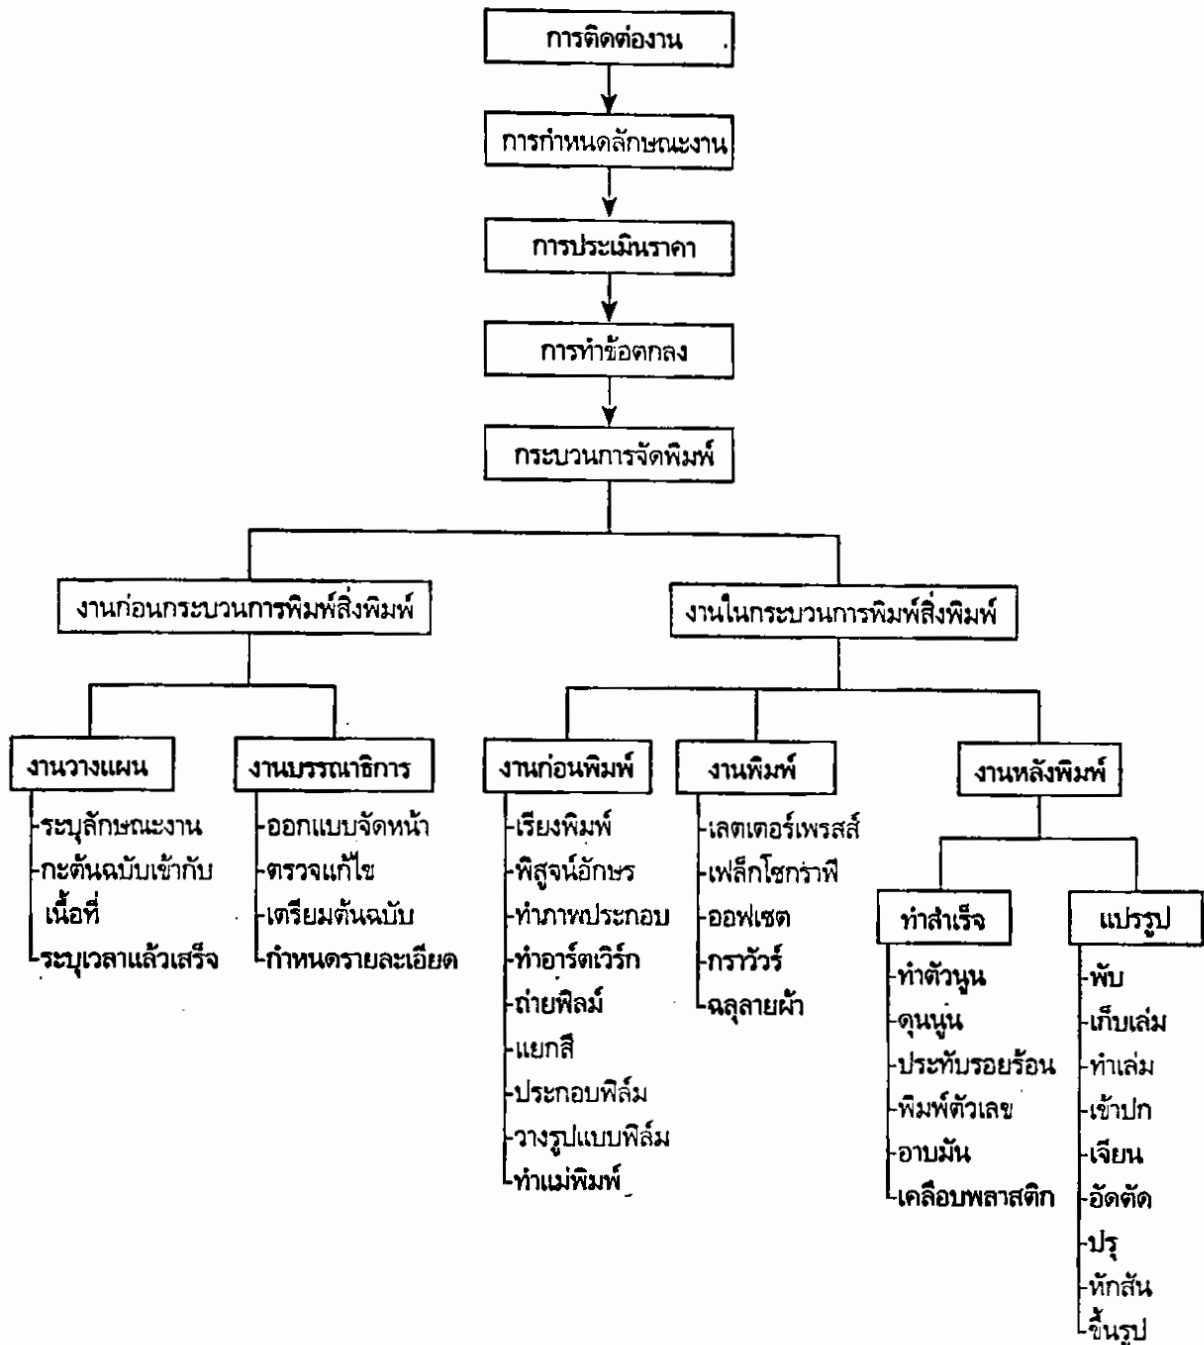 การติดต่องาน
การกำหนดลักษณะงาน
การประเมินราคา
การทำข้อตกลง
กระบวนการจัดพิมพ์
งานก่อนกระบวนการพิมพ์สิ่งพิมพ์
งานในกระบวนการพิมพ์สิ่งพิมพ์
งานวางแผน
ระบุลักษณะงาน
กะต้นฉบับเข้ากับ
เนื้อที่
ระบุเวลาแล้วเสร็จ
งานบรรณาธิการ
ออกแบบจัดหน้า
ตรวจแก้ไข
เตรียมต้นฉบับ
กำหนดรายละเอียด
งานก่อนพิมพ์
เรียงพิมพ์
พิสูจน์อักษร
ทำภาพประกอบ
ทำอาร์ตเวิร์ก
ถ่ายฟิลม์
แยกสี
ประกอบฟิล์ม
วางรูปแบบฟิล์ม
ทำแม่พิมพ์
งานพิมพ์
เลตเตอร์เพรสส์
เฟล็กโซกราฟี
ออฟเซต
กราวัวร์
ฉลุลายผ้า
งานหลังพิมพ์
ทำสำเร็จ
ทำตัวนูน
ดุนนูน
ประทับรอยร้อน
พิมพ์ตัวเลข
อาบมัน
เคลือบพลาสติก
แปรรูป
พับ
เก็บเล่ม
ทำเล่ม
เข้าปก
เจียน
อัดตัด
ปรุ
หักสัน
ขึ้นรูป